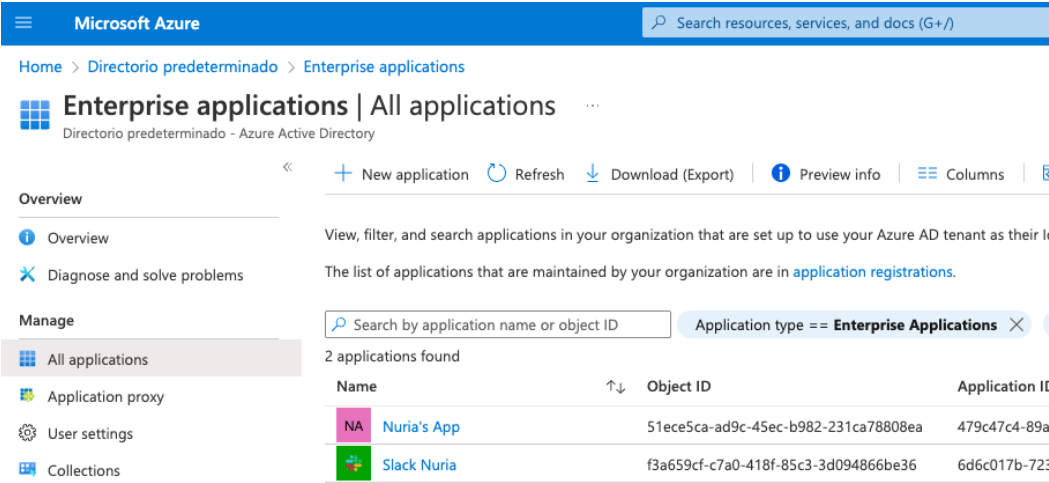 Microsoft Azure
Search resources, services, and docs (G+/)
Home > Directorio predeterminado > Enterprise applications
Enterprise applications | All applications ...
Directorio predeterminado - Azure Active Directory
«
New application Refresh Download (Export) Preview info Columns
Overview
Overview
Diagnose and solve problems
Manage
All applications
Application proxy
User settings
Collections
View, filter, and search applications in your organization that are set up to use your Azure AD tenant as their
The list of applications that are maintained by your organization are in application registrations.
Search by application name or object ID Application type == Enterprise Applications
2 applications found
Name Object ID Application
NA Nuria's App 51ece5ca-ad9c-45ec-b982-231ca78808ea 479c47c4-89a
Slack Nuria f3a659cf-c7a0-418f-85c3-3d094866be36 6d6c017b-723